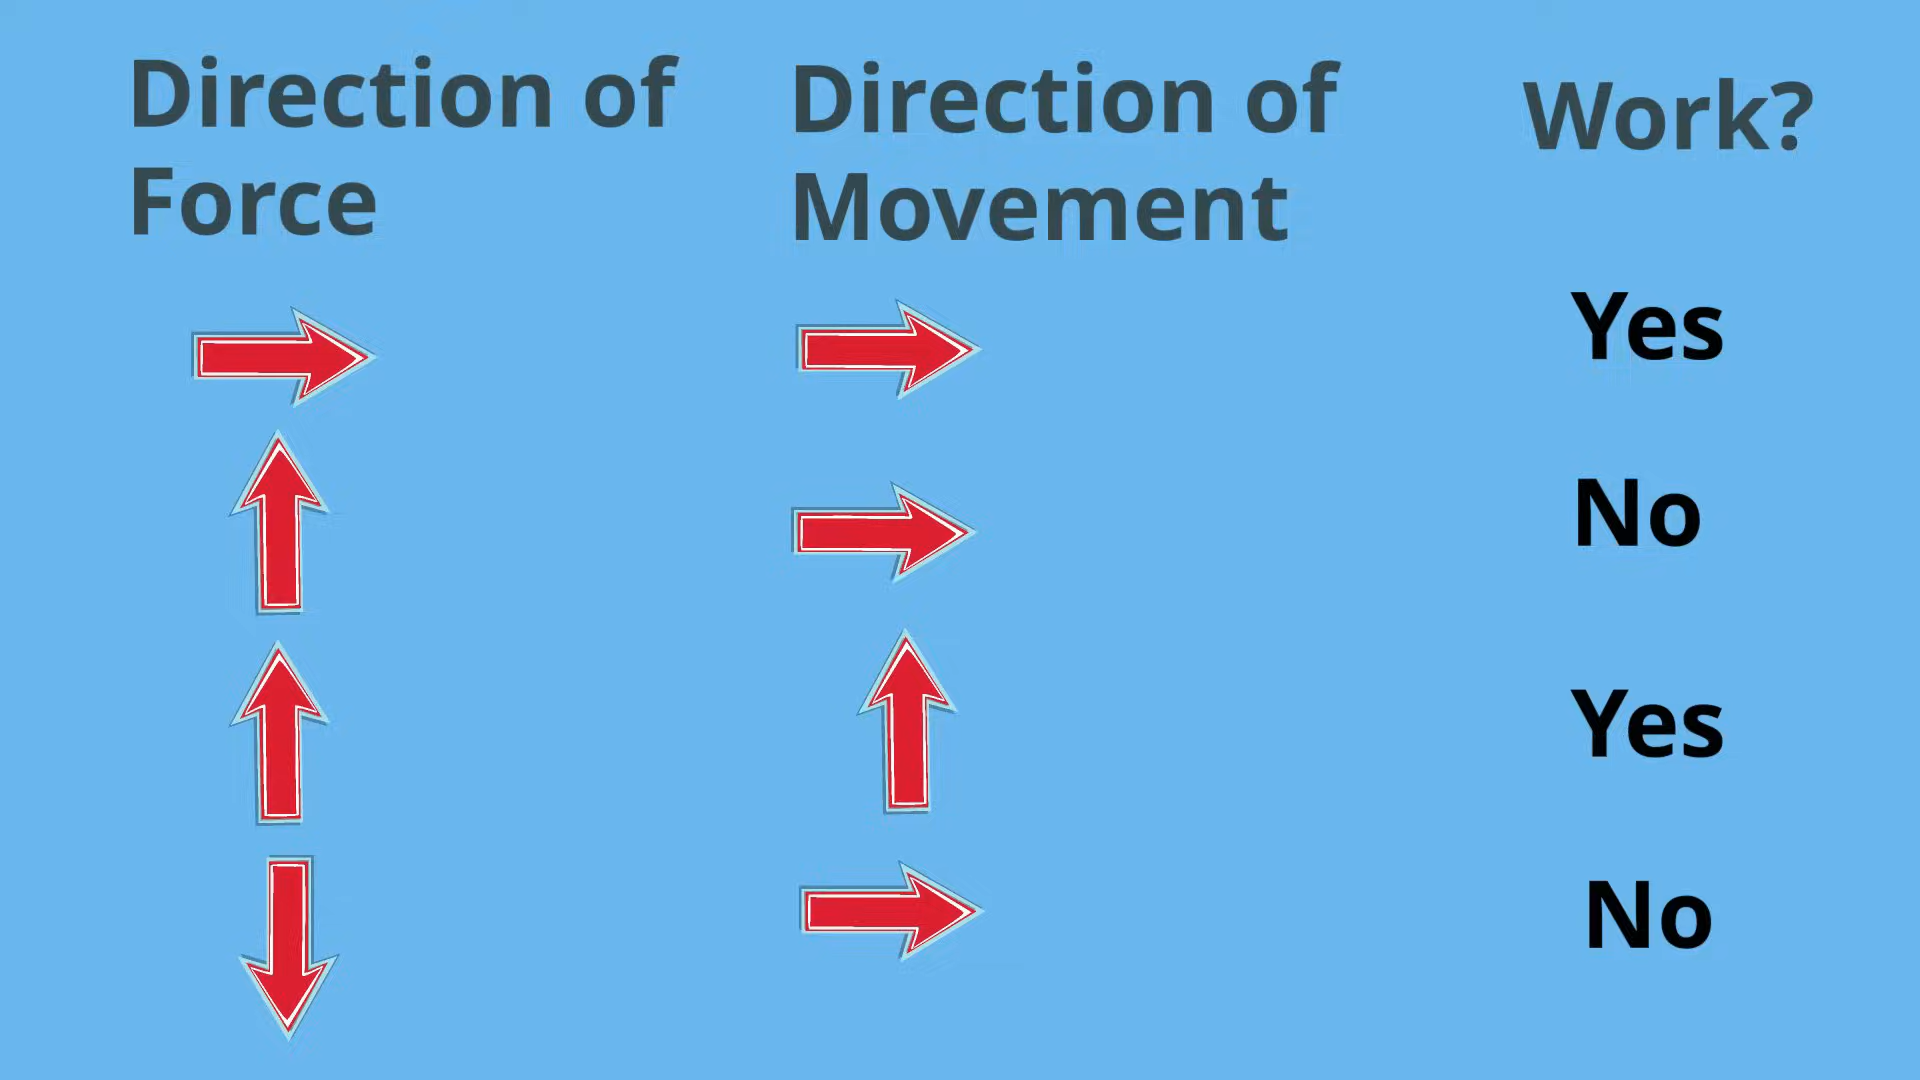 Direction of
Force
Direction of
Movement
Work?
Yes
No
Yes
No